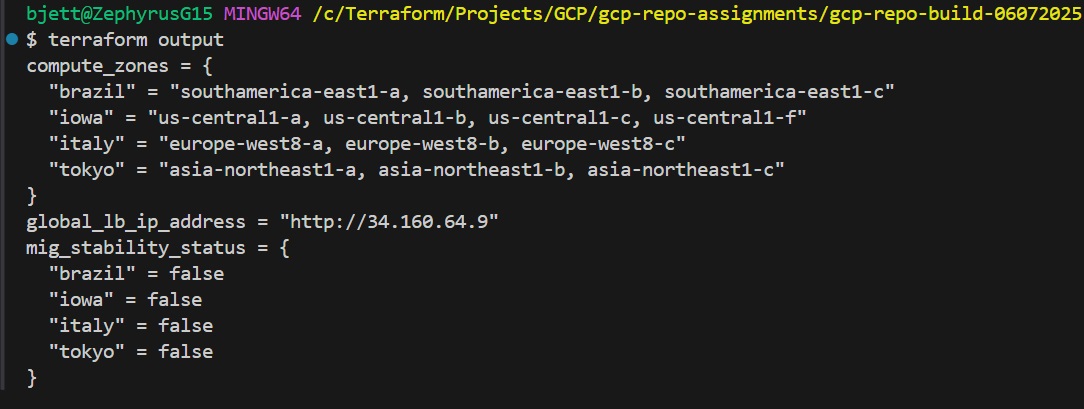 bjett@ZephyrusG15 MINGW64 /c/Terraform/Projects/GCP/gcp-repo-assignments/gcp-repo-build-06072025
$ terraform output
compute_zones = {
  "brazil" = "southamerica-east1-a, southamerica-east1-b, southamerica-east1-c"
  "iowa" = "us-central1-a, us-central1-b, us-central1-c, us-central1-f"
  "italy" = "europe-west8-a, europe-west8-b, europe-west8-c"
  "tokyo" = "asia-northeast1-a, asia-northeast1-b, asia-northeast1-c"
}
global_lb_ip_address = "http://34.160.64.9"
mig_stability_status = {
  "brazil" = false
  "iowa" = false
  "italy" = false
  "tokyo" = false
}